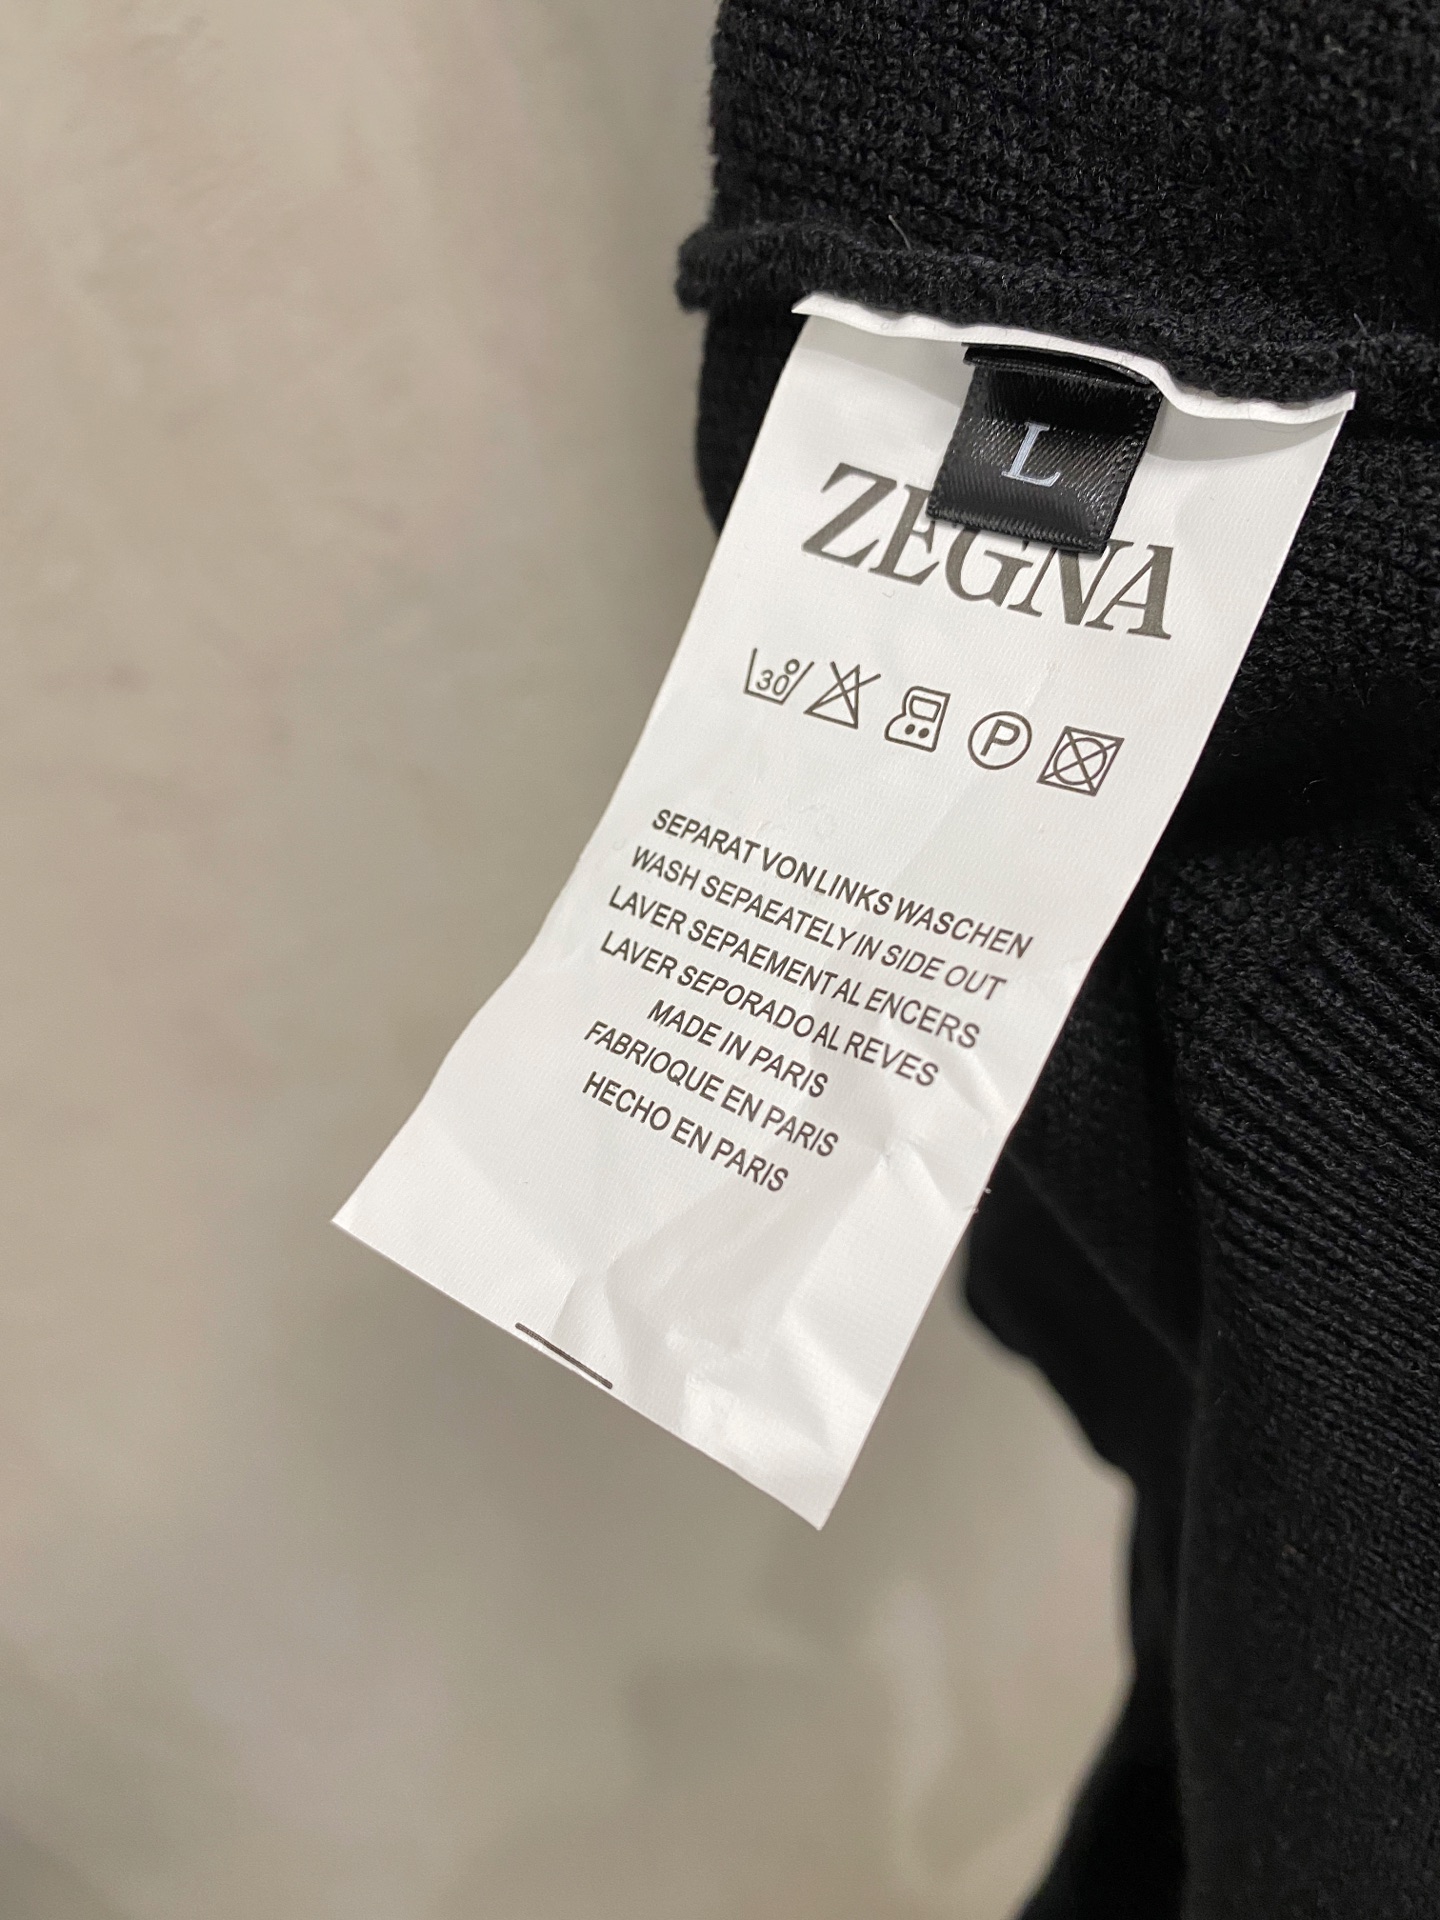 L
ZEGNA
30
P
SEPARAT VON LINKS WASCHEN
WASH SEPAEATELY IN SIDE OUT
LAVER SEPAEMENT AL ENCERS
LAVER SEPORADO AL REVES
MADE IN PARIS
FABRIOQUE EN PARIS
HECHO EN PARIS